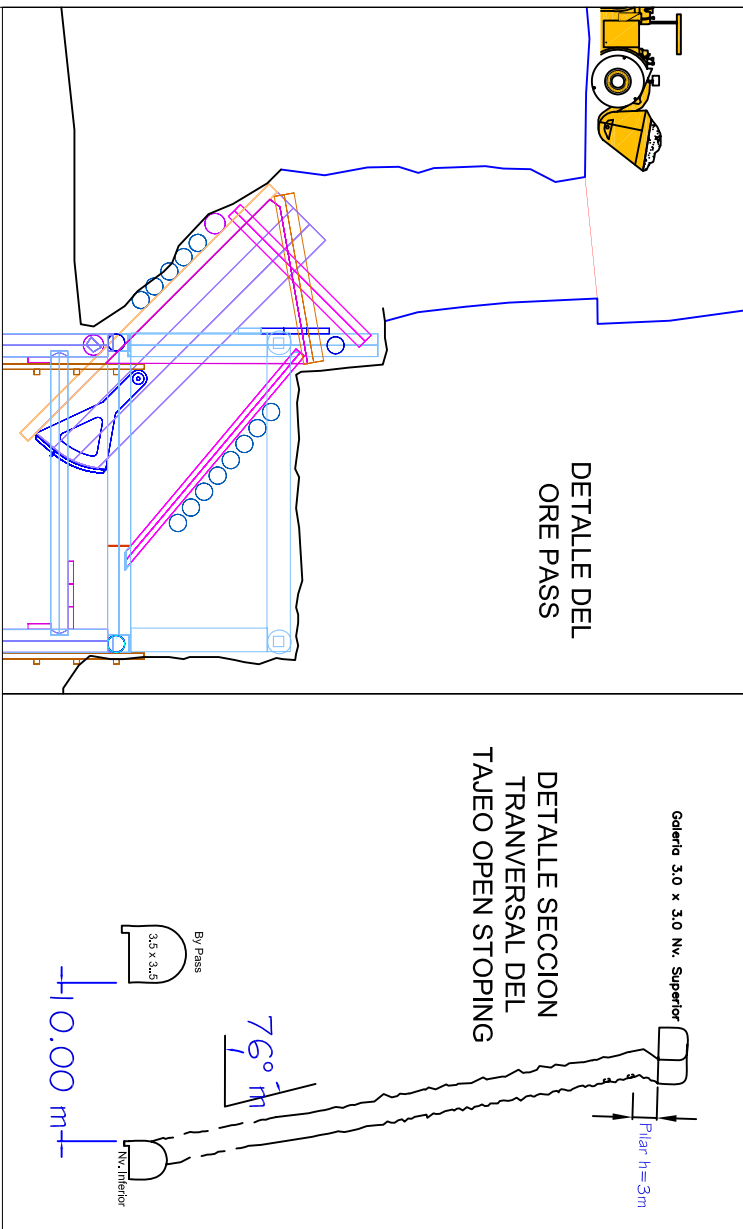 DETALLE DEL
ORE PASS
Galería 3.0 x 3.0 Nv. Superior
DETALLE SECCION
TRANVERSAL DEL
TAJEO OPEN STOPING
Pilar h=3m
By Pass
3.5 x 3..5
76° m
10.00 m
Nv. Inferior